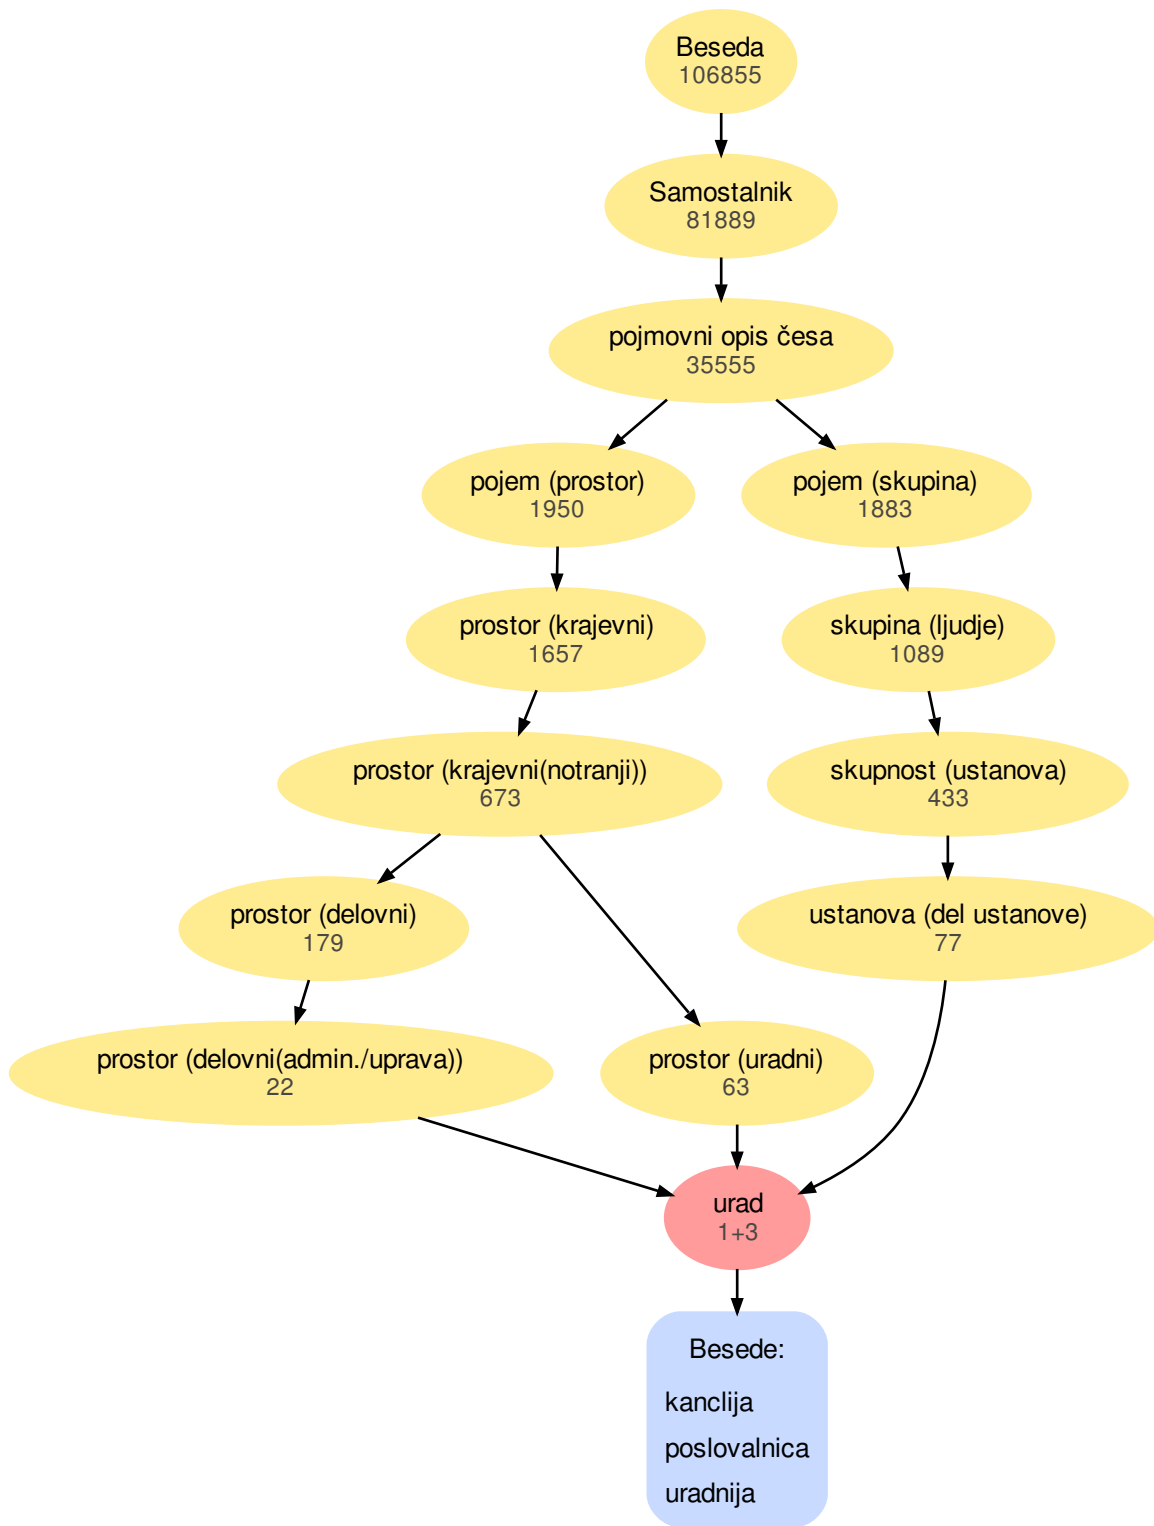 Beseda
106855
Samostalnik
81889
pojmovni opis česa
35555
pojem (prostor)
1950
pojem (skupina)
1883
prostor (krajevni)
1657
skupina (ljudje)
1089
prostor (krajevni(notranji))
673
skupnost (ustanova)
433
prostor (delovni)
179
ustanova (del ustanove)
77
prostor (delovni(admin./uprava))
22
prostor (uradni)
63
urad
1+3
Besede:
kanclija
poslovalnica
uradnija